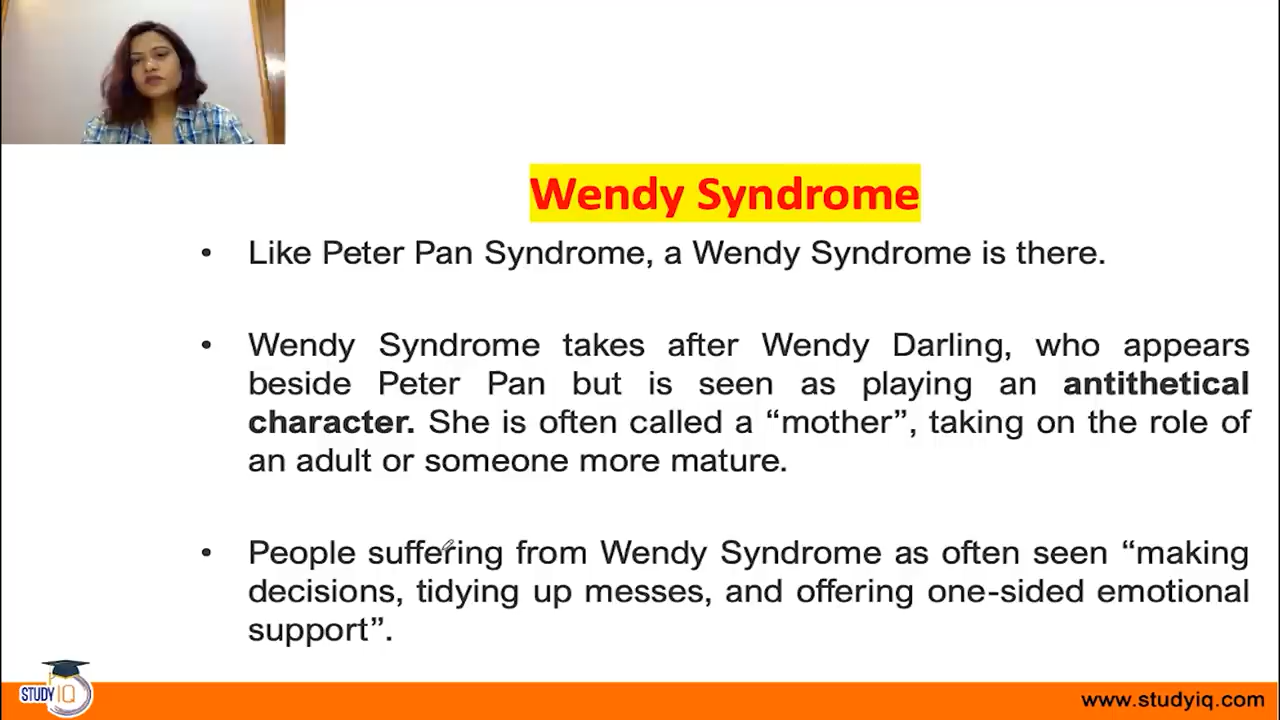 Wendy Syndrome
• Like Peter Pan Syndrome, a Wendy Syndrome is there.
• Wendy Syndrome takes after Wendy Darling, who appears
beside Peter Pan but is seen as playing an antithetical
character. She is often called a “mother”, taking on the role of
an adult or someone more mature.
• People suffering from Wendy Syndrome as often seen “making
decisions, tidying up messes, and offering one-sided emotional
support”.
STUDY IQ
www.studyiq.com